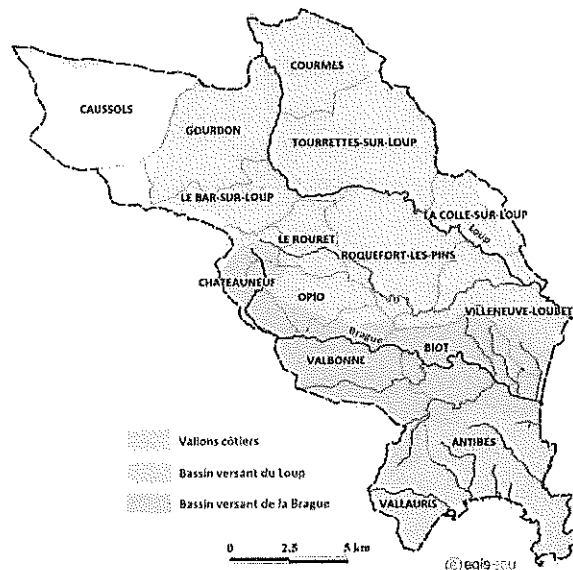 COURMES
CAUSSOLS
GOURDON
TOURRETTES-SUR-LOUP
LE BAR-SUR-LOUP
LA COLLE-SUR-LOUP
Loup
LE ROURET
ROQUEFORT-LES-PINS
CHATEAUNEUF
OPIO
VILLENEUVE-LOUBET
Brague
BIOT
VALBONNE
Vallons côtiers
ANTIBES
Bassin versant du Loup
Bassin versant de la Brague
VALLAURIS
0 2.5 5 km